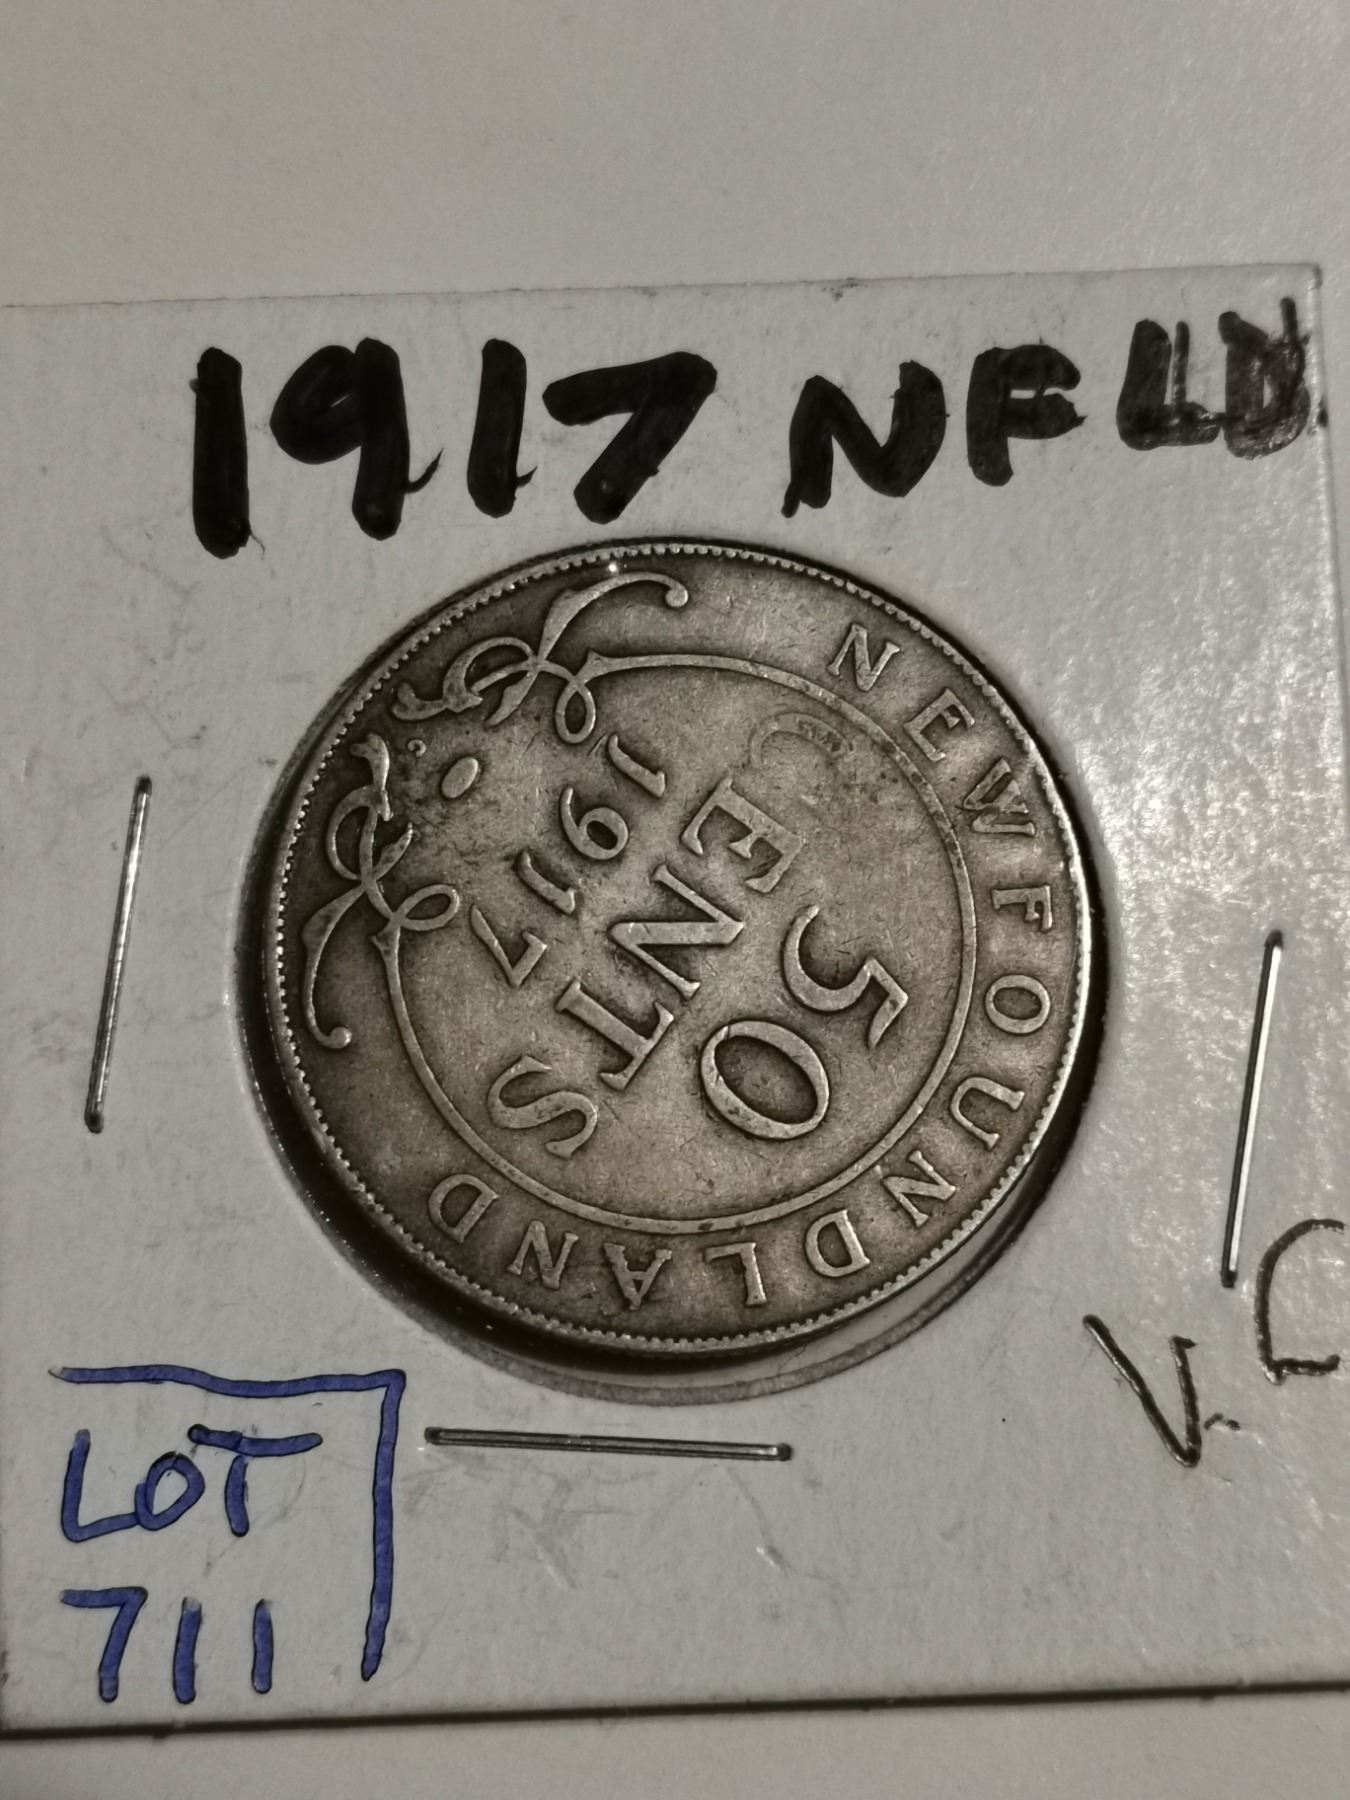 1917 NFLD
NEWFOUNDLAND
50
CENTS
1917
C
LOT
711
V.